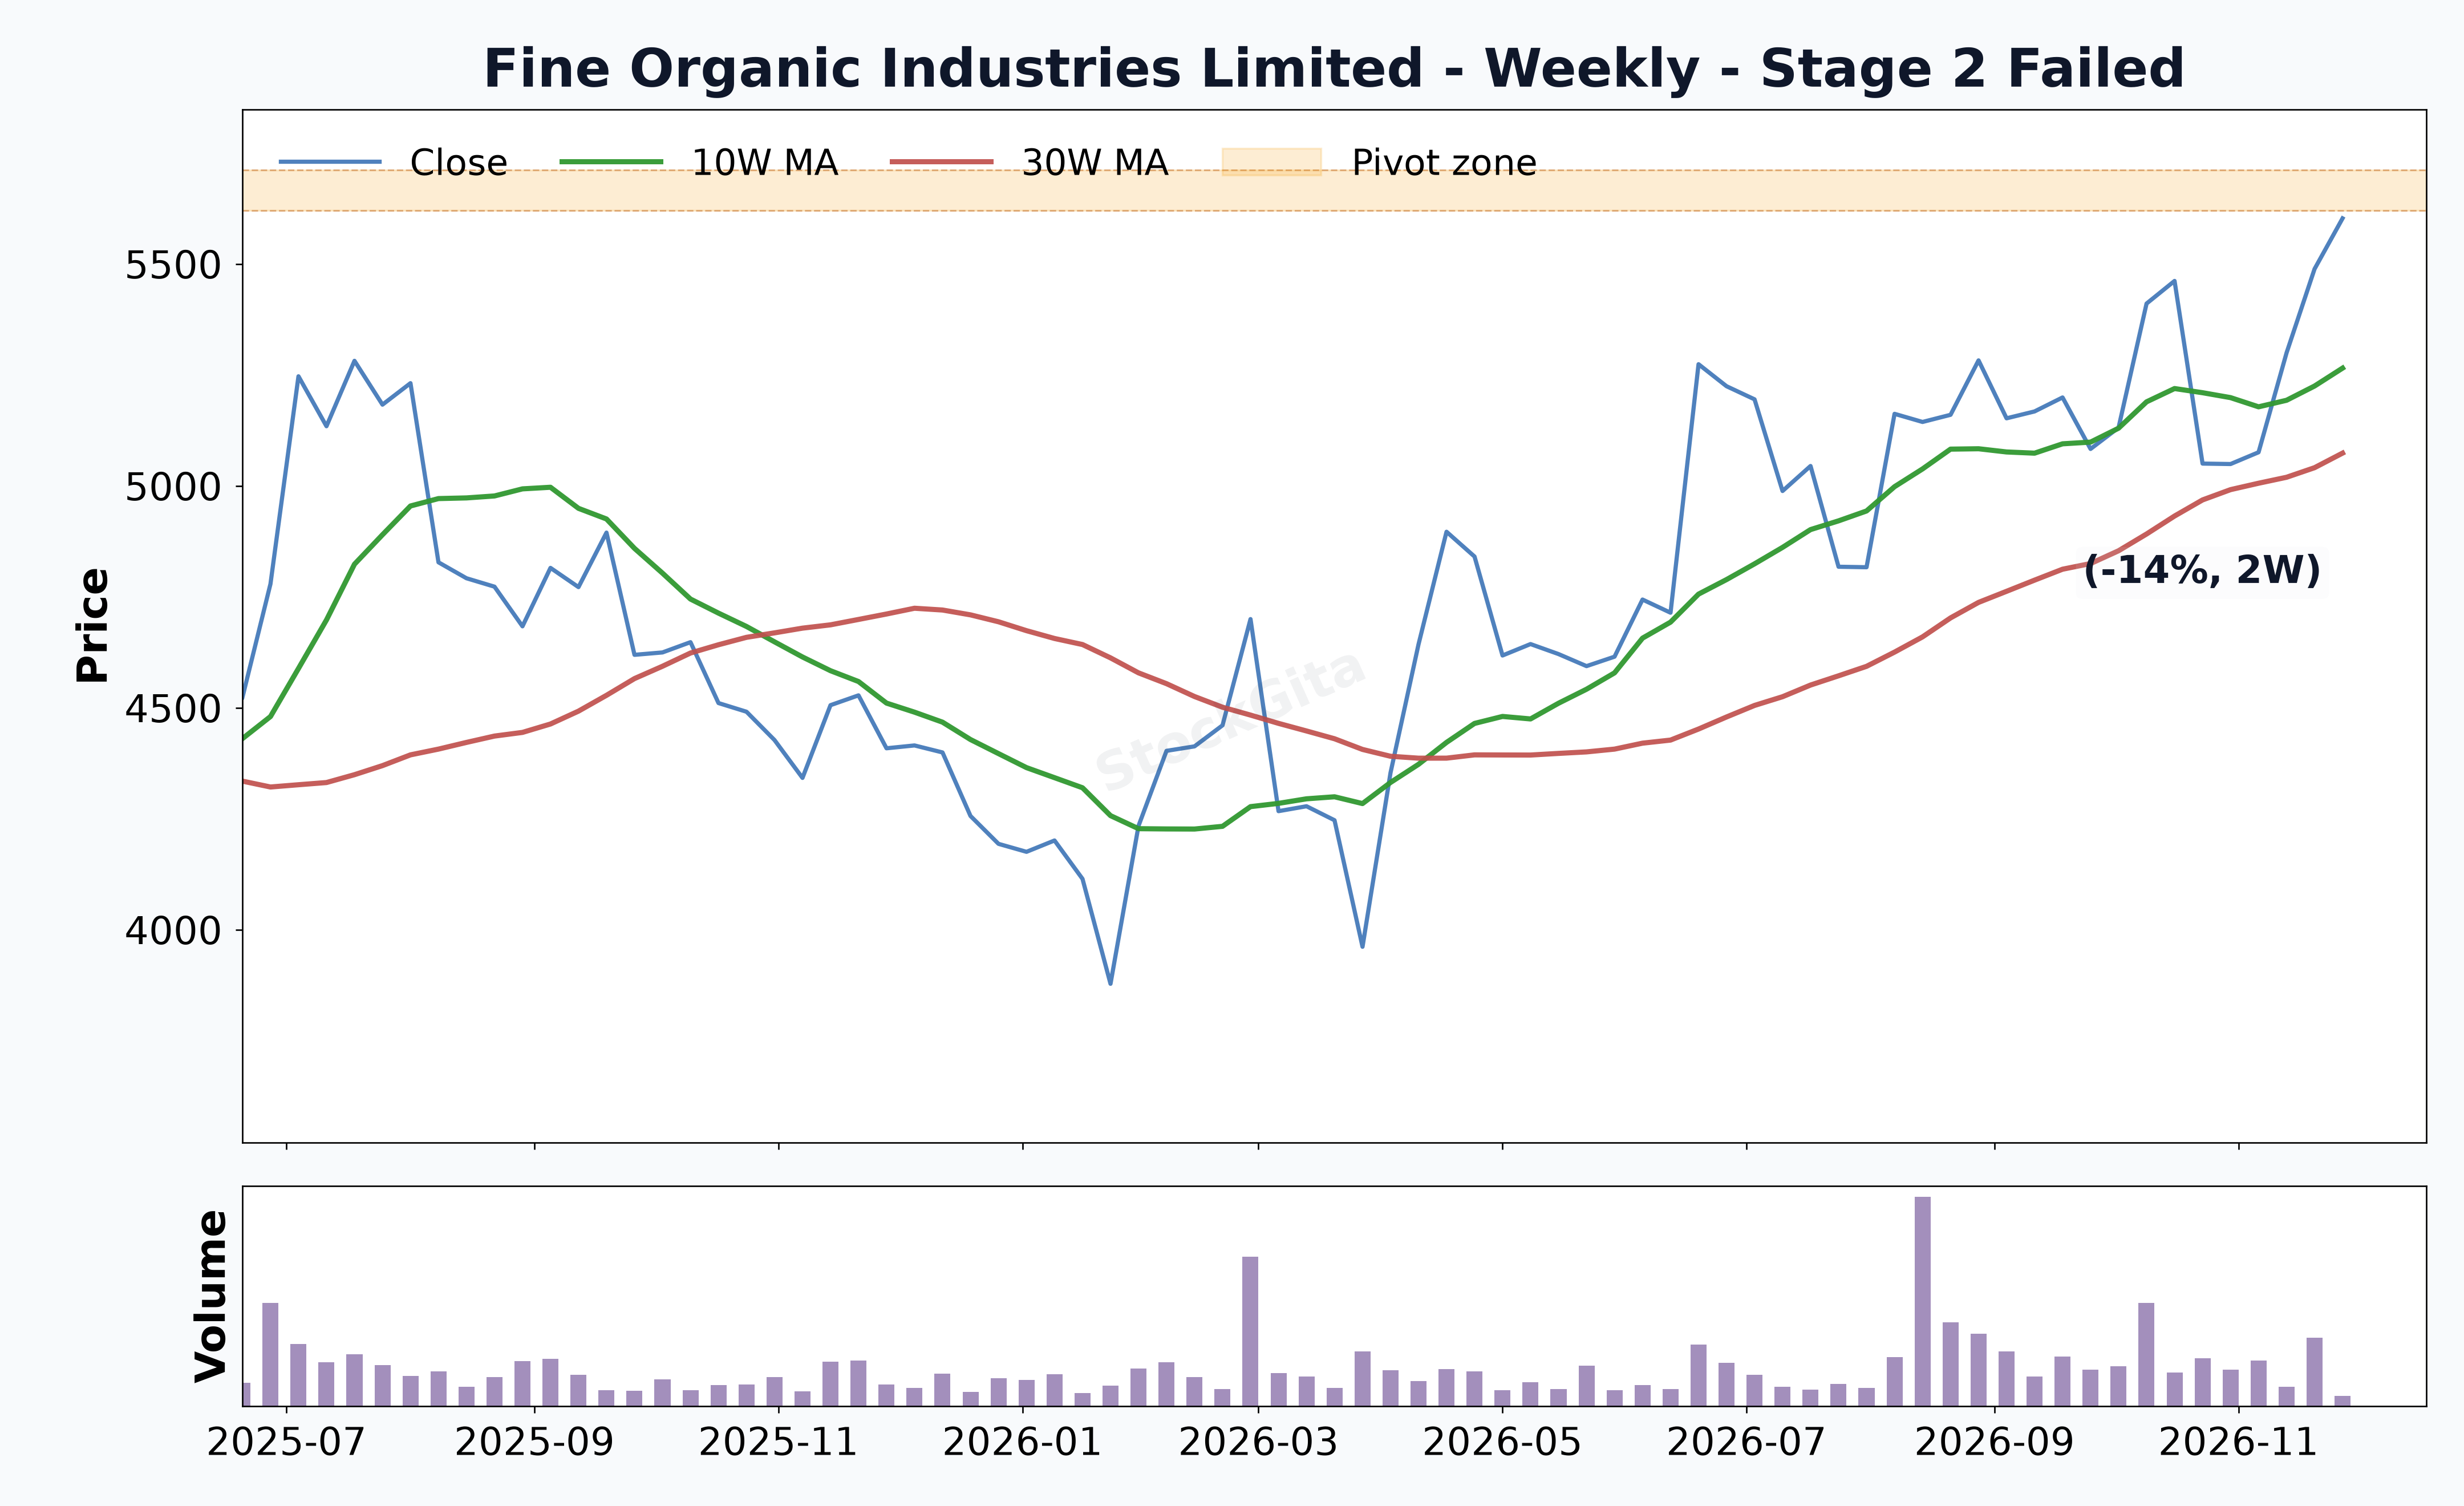 Fine Organic Industries Limited - Weekly - Stage 2 Failed
Close 10W MA 30W MA Pivot zone
5500
5000
4500
4000
Price
(-14%, 2W)
StockGita
Volume
2025-07 2025-09 2025-11 2026-01 2026-03 2026-05 2026-07 2026-09 2026-11